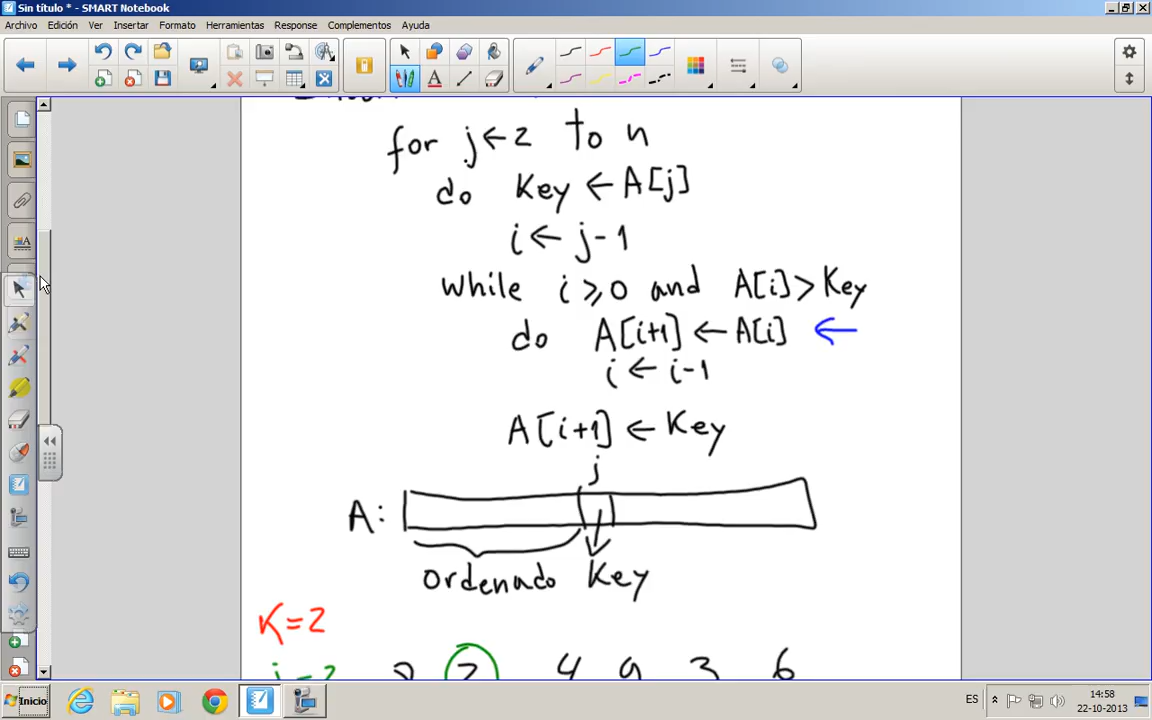 Sin título * - SMART Notebook
Archivo Edición Ver Insertar Formato Herramientas Response Complementos Ayuda
for j ← 2 to n
do Key ← A[j]
i ← j-1
while i ≥ 0 and A[i] > Key
do A[i+1] ← A[i] ←
i ← i-1
A[i+1] ← Key
j
A:
Ordenado Key
K=2
4 9 3 6
Inicio
ES
14:58
22-10-2013